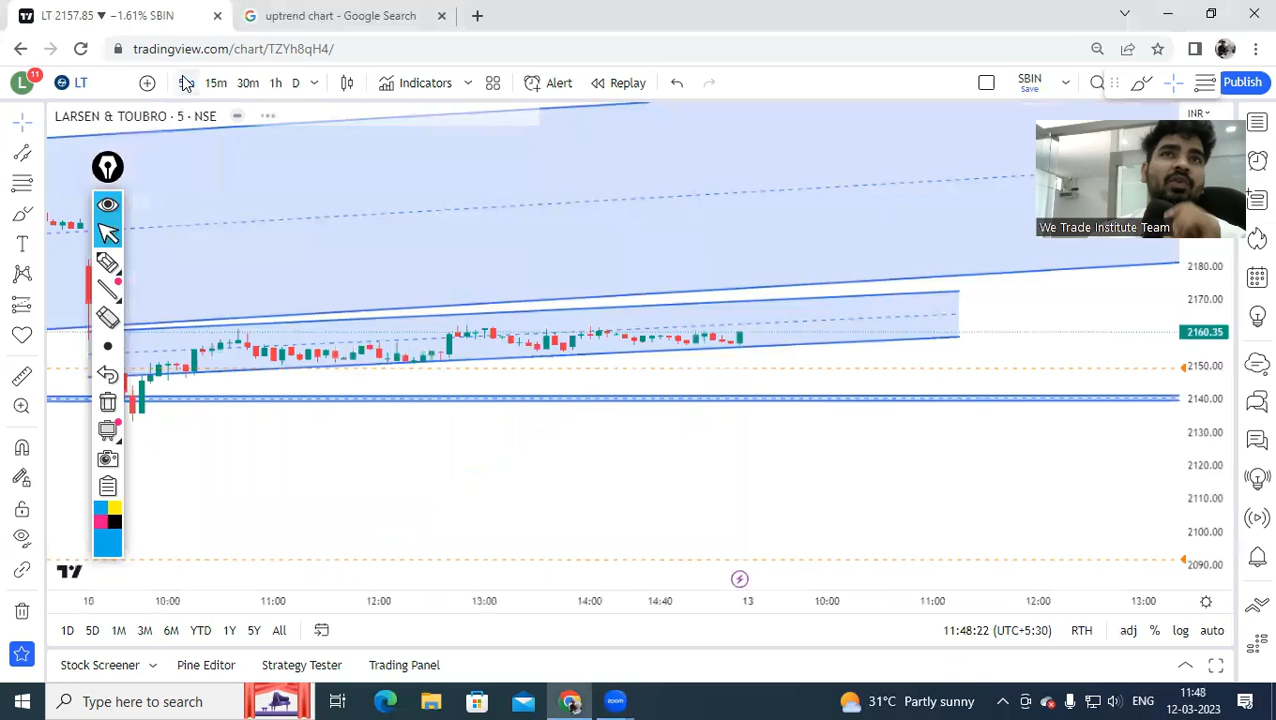 LT 2157.85 ▼ −1.61% SBIN
uptrend chart - Google Search
tradingview.com/chart/TZYh8qH4/
L
11
LT
15m
30m
1h
D
Indicators
Alert
Replay
SBIN
Save
Publish
LARSEN & TOUBRO · 5 · NSE
INR
We Trade Institute Team
2180.00
2170.00
2160.35
2150.00
2140.00
2130.00
2120.00
2110.00
2100.00
2090.00
10:00
11:00
12:00
13:00
14:00
14:40
13
10:00
11:00
12:00
13:00
1D
5D
1M
3M
6M
YTD
1Y
5Y
All
11:48:22 (UTC+5:30)
RTH
adj
%
log
auto
Stock Screener
Pine Editor
Strategy Tester
Trading Panel
Type here to search
zoom
31°C Partly sunny
ENG
11:48
12-03-2023